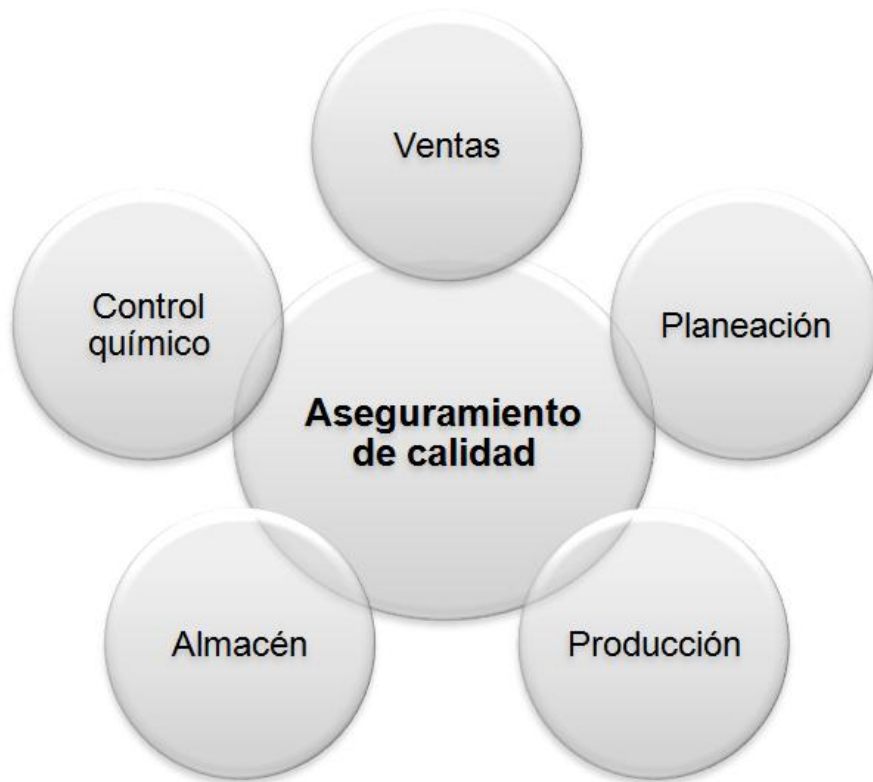 Ventas
Control
químico
Planeación
Aseguramiento
de calidad
Almacén
Producción